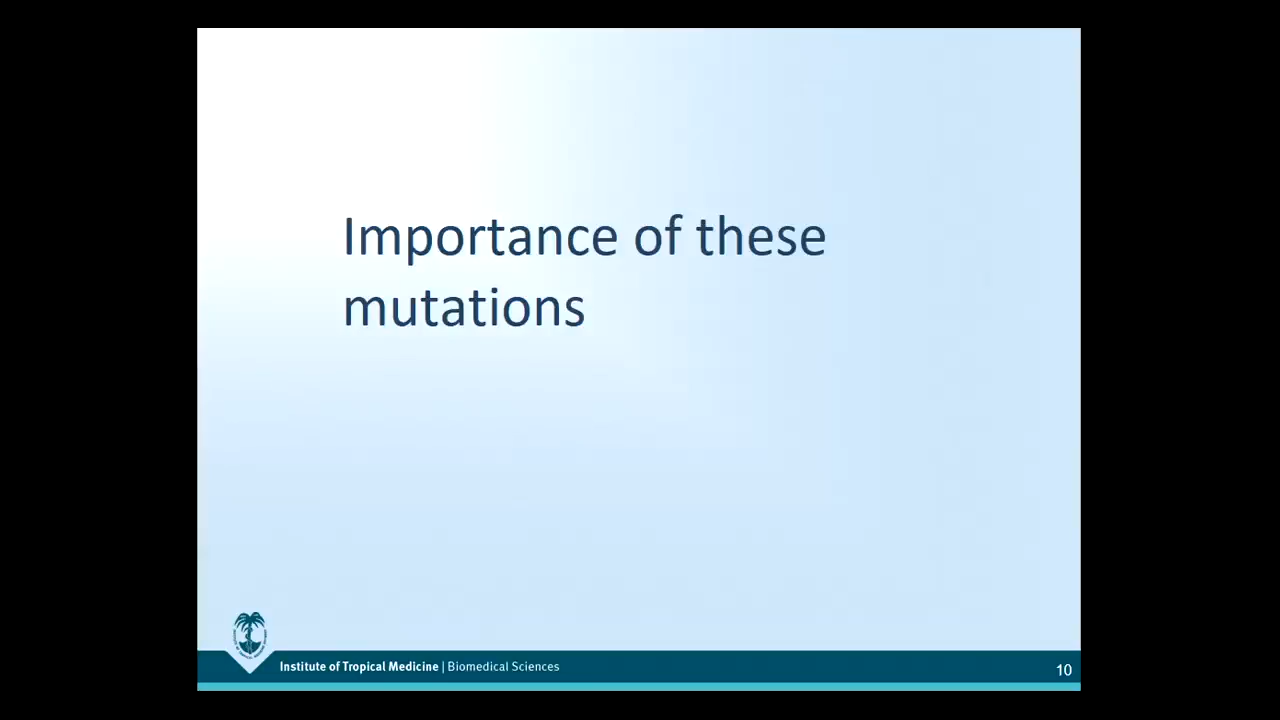 Importance of these
mutations
Institute of Tropical Medicine | Biomedical Sciences
10